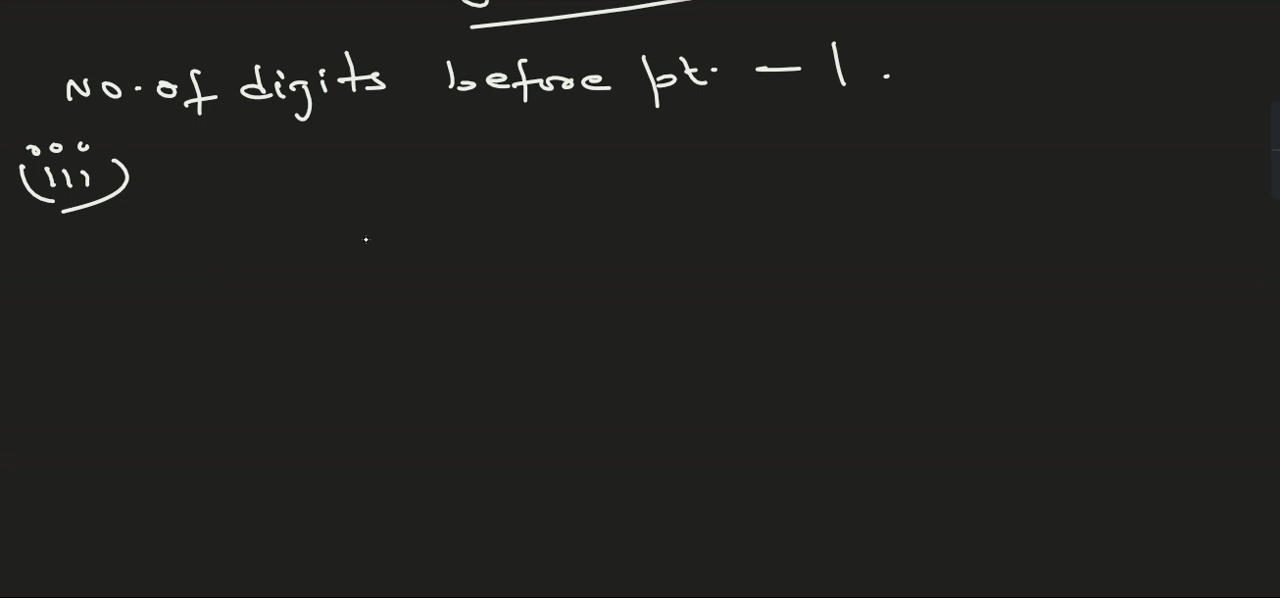 No. of digits before pt. - 1.
(iii)